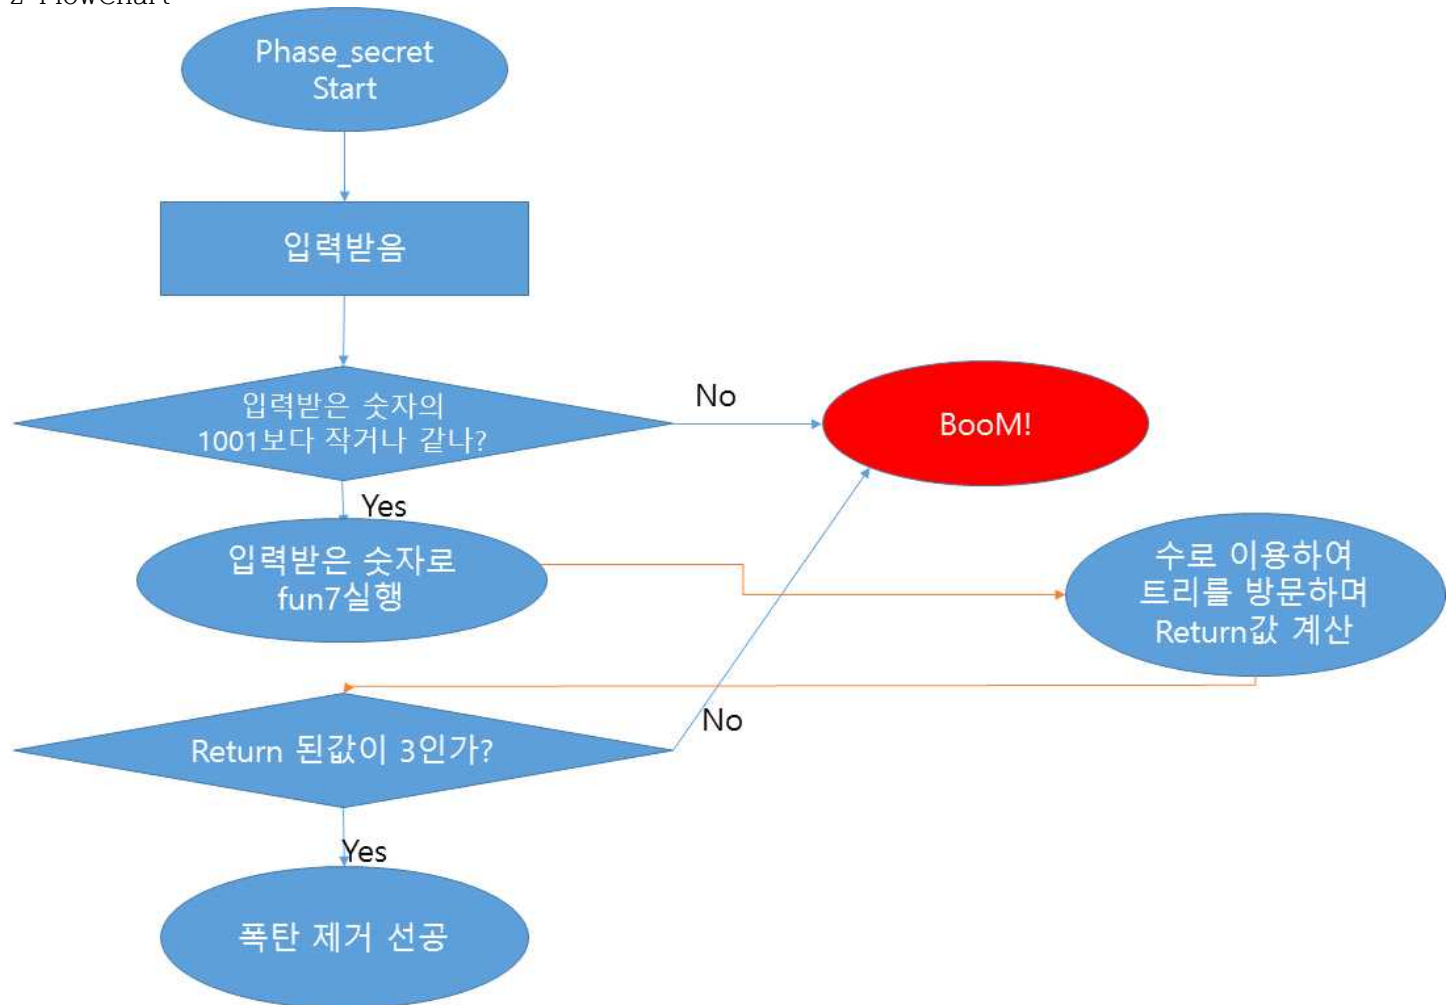 Phase_secret
Start
입력받음
입력받은 숫자의
1001보다 작거나 같나?
No
BooM!
Yes
입력받은 숫자로
fun7실행
수로 이용하여
트리를 방문하며
Return값 계산
No
Return 된값이 3인가?
Yes
폭탄 제거 선공